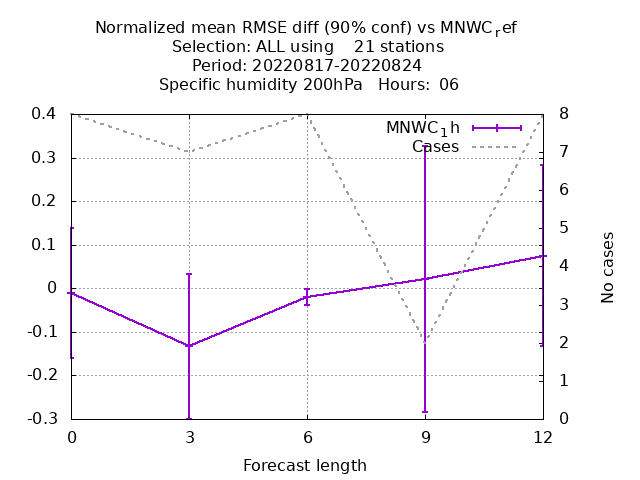 Normalized mean RMSE diff (90% conf) vs MNWCref
Selection: ALL using    21 stations
Period: 20220817-20220824
Specific humidity 200hPa   Hours: 06
MNWC1h
Cases
0.4
0.3
0.2
0.1
0
-0.1
-0.2
-0.3
8
7
6
5
4
3
2
1
0
No cases
0 3 6 9 12
Forecast length